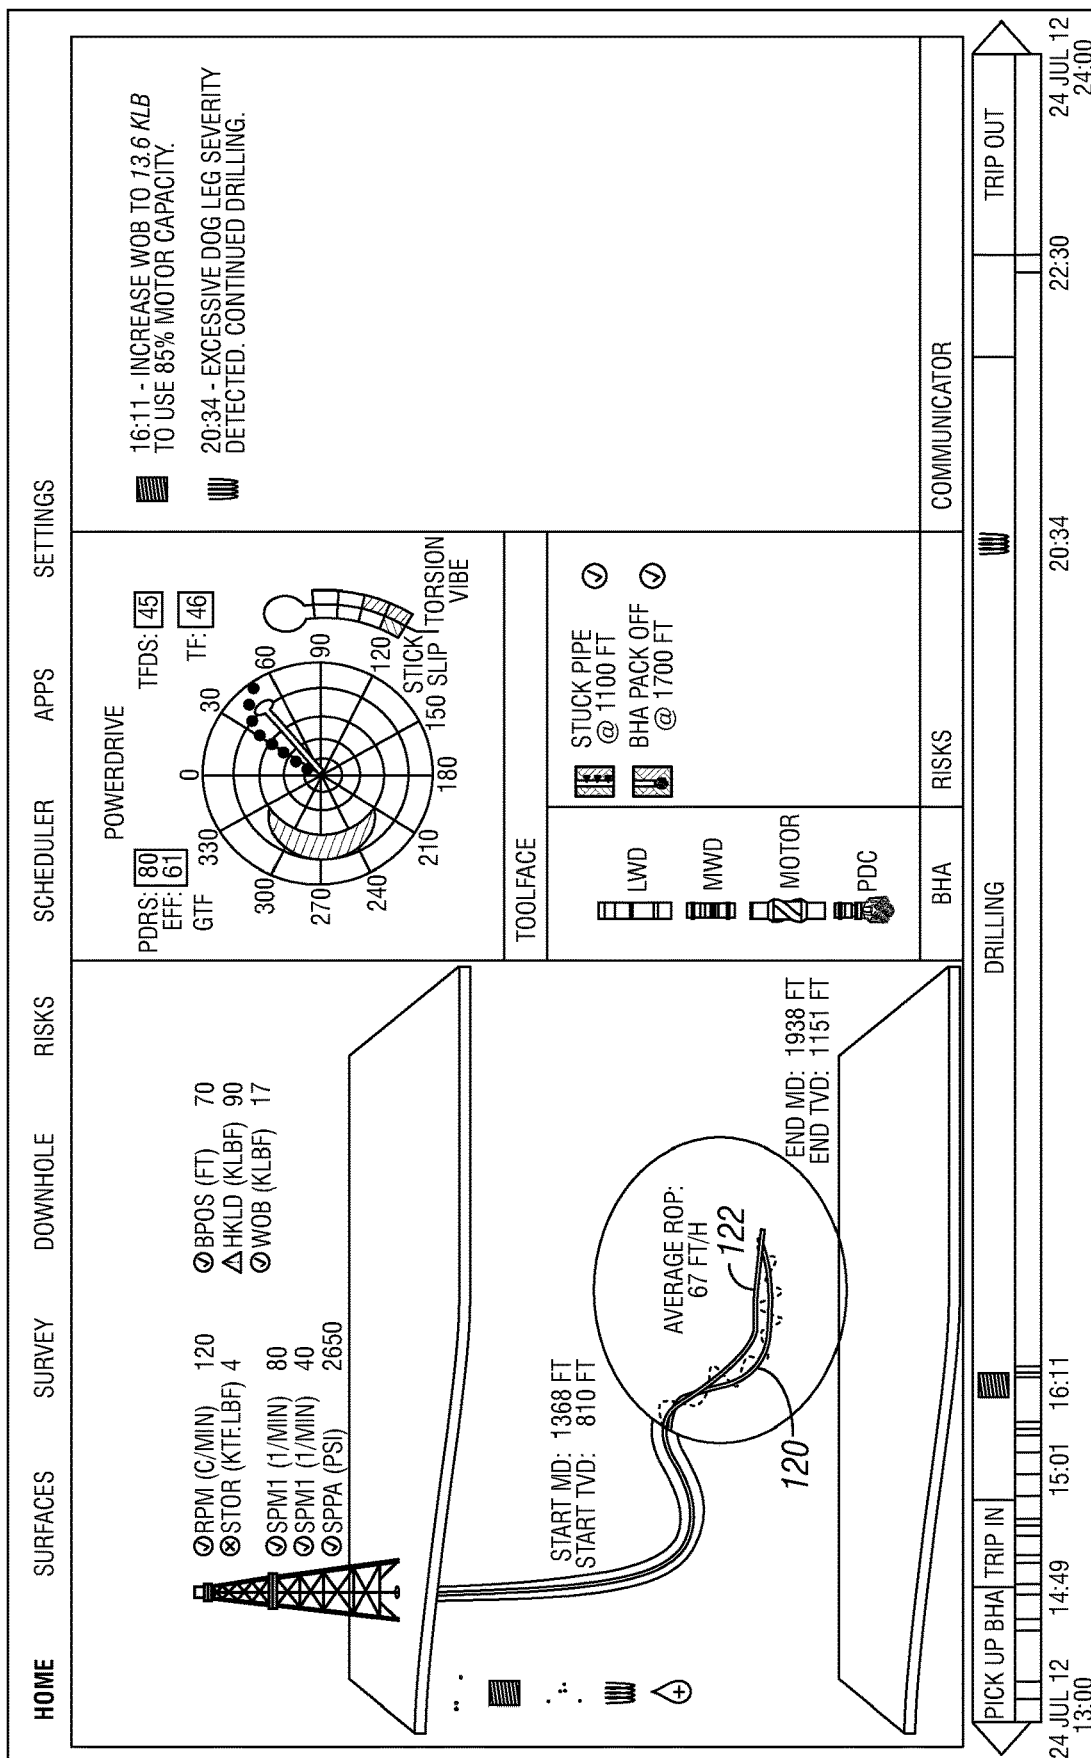 HOME SURFACES SURVEY DOWNHOLE RISKS SCHEDULER APPS SETTINGS
RPM (C/MIN) 120
STOR (KTF.LBF) 4
SPM1 (1/MIN) 80
SPM1 (1/MIN) 40
SPPA (PSI) 2650
BPOS (FT) 70
HKLD (KLBF) 90
WOB (KLBF) 17
START MD: 1368 FT
START TVD: 810 FT
AVERAGE ROP:
67 FT/H
122
120
END MD: 1938 FT
END TVD: 1151 FT
POWERDRIVE
PDRS: 80
EFF: 61
GTF
TFDS: 45
TF: 46
0
30
60
90
120
150
180
210
240
270
300
330
STICK
SLIP
TORSION
VIBE
TOOLFACE
LWD
MWD
MOTOR
PDC
BHA
STUCK PIPE
@ 1100 FT
BHA PACK OFF
@ 1700 FT
RISKS
16:11 - INCREASE WOB TO 13.6 KLB
TO USE 85% MOTOR CAPACITY.
20:34 - EXCESSIVE DOG LEG SEVERITY
DETECTED. CONTINUED DRILLING.
COMMUNICATOR
PICK UP BHA TRIP IN DRILLING TRIP OUT
24 JUL 12
13:00
14:49
15:01
16:11
20:34
22:30
24 JUL 12
24:00